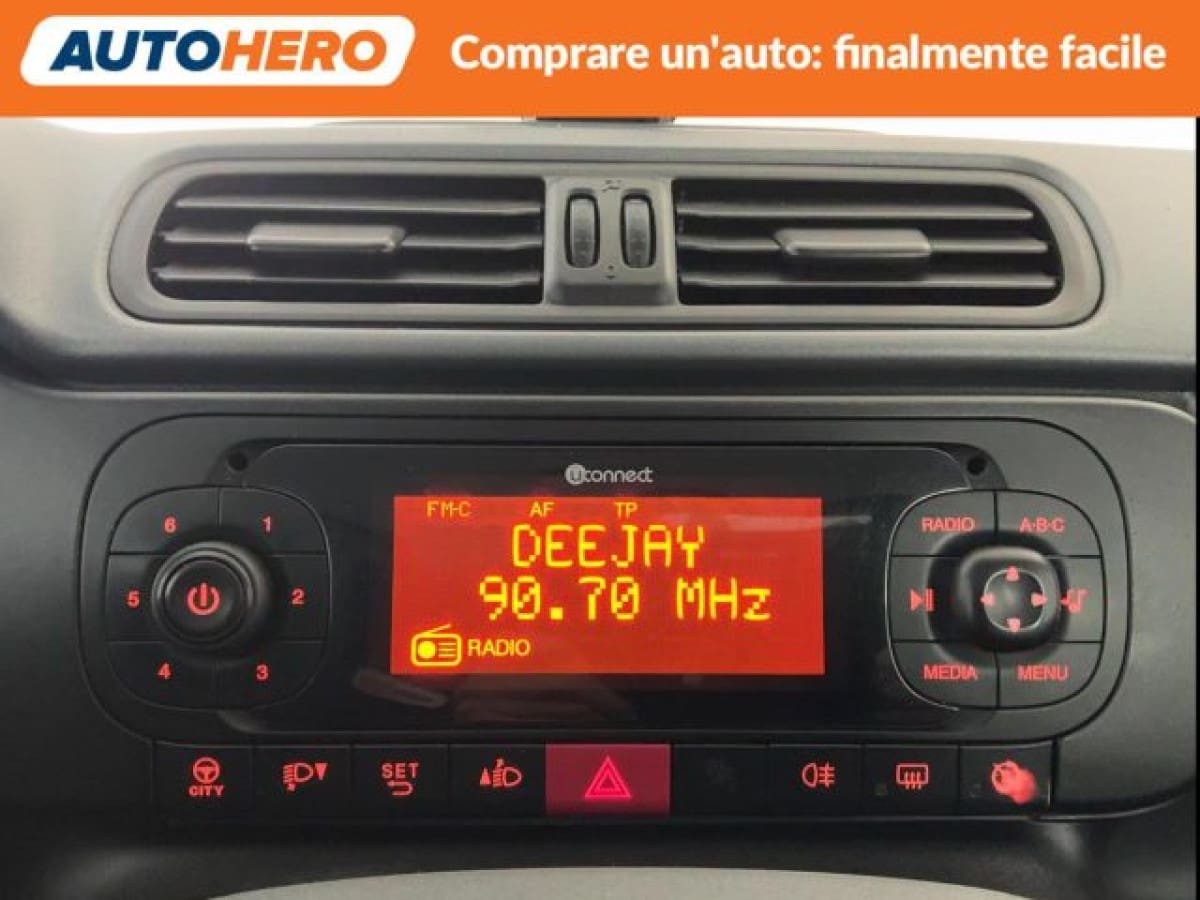 AUTOHERO
Comprare un'auto: finalmente facile
uconnect
FM-C AF TP
DEEJAY
90.70 MHz
RADIO
6 1
5 2
4 3
RADIO A·B·C
MEDIA MENU
CITY
SET